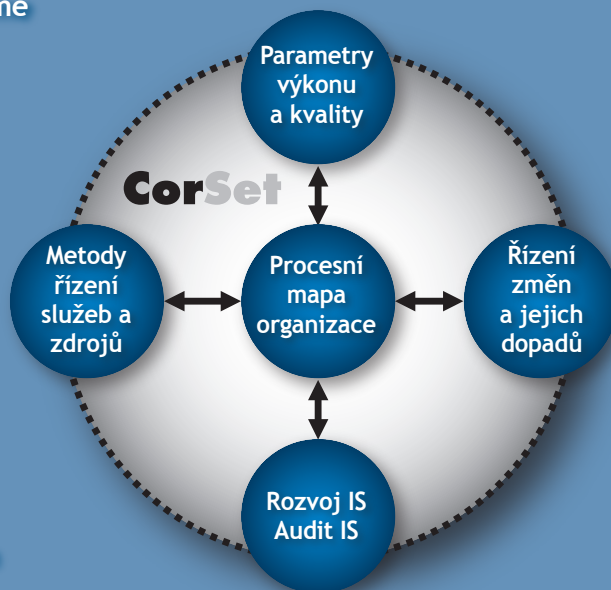 Parametry
výkonu
a kvality
CorSet
Metody
řízení
služeb a
zdrojů
Procesní
mapa
organizace
Řízení
změn
a jejich
dopadů
Rozvoj IS
Audit IS